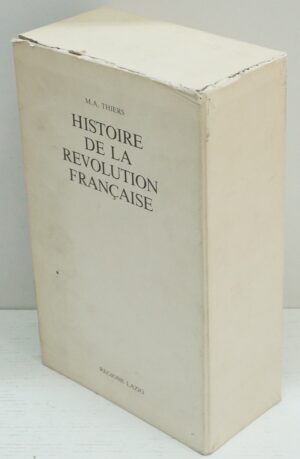 M.A. THIERS
HISTOIRE
DE LA
REVOLUTION
FRANÇAISE
REGIONE LAZIO